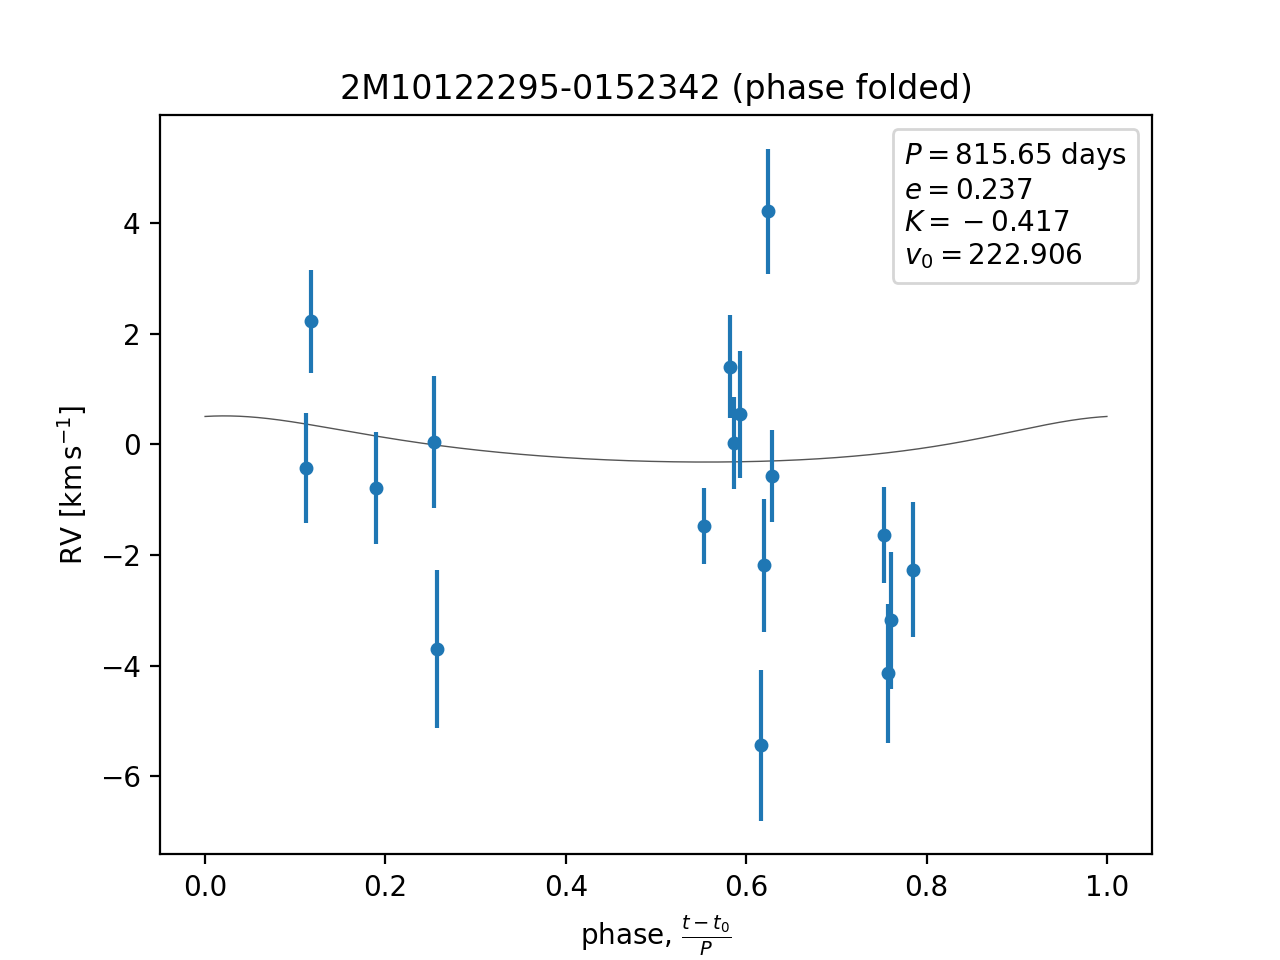 2M10122295-0152342 (phase folded)
P = 815.65 days
e = 0.237
K = −0.417
v₀ = 222.906
RV [km s⁻¹]
4
2
0
−2
−4
−6
0.0 0.2 0.4 0.6 0.8 1.0
phase, (t − t₀)/P